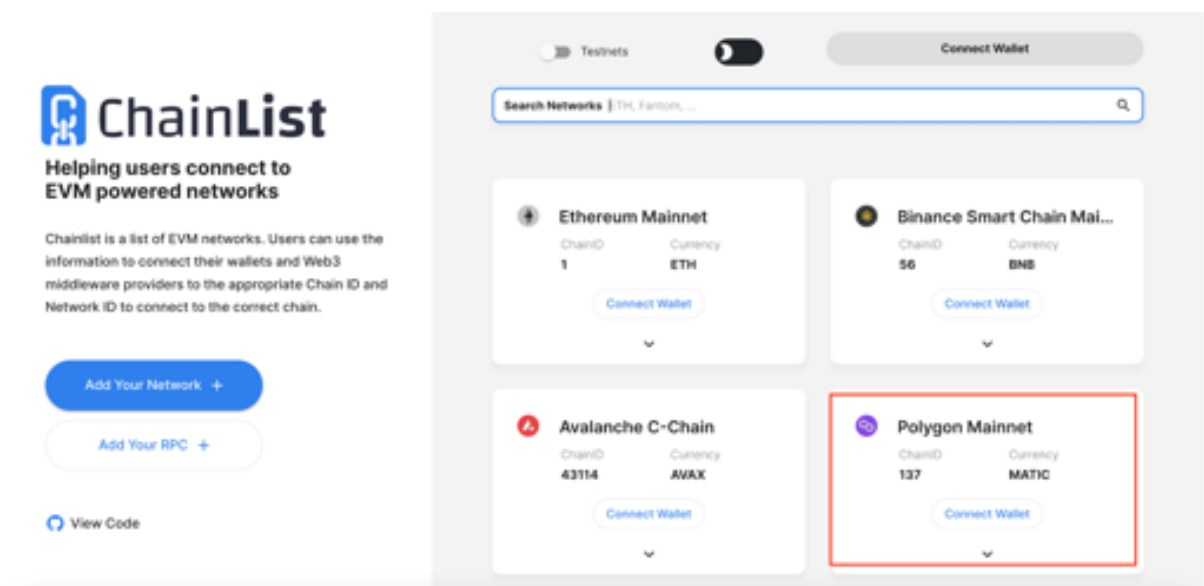 ChainList
Helping users connect to
EVM powered networks
Chainlist is a list of EVM networks. Users can use the
information to connect their wallets and Web3
middleware providers to the appropriate Chain ID and
Network ID to connect to the correct chain.
Add Your Network +
Add Your RPC +
View Code
Testnets
Connect Wallet
Search Networks ETH, Fantom, ...
Ethereum Mainnet
ChainID Currency
1 ETH
Connect Wallet
Binance Smart Chain Mai...
ChainID Currency
56 BNB
Connect Wallet
Avalanche C-Chain
ChainID Currency
43114 AVAX
Connect Wallet
Polygon Mainnet
ChainID Currency
137 MATIC
Connect Wallet